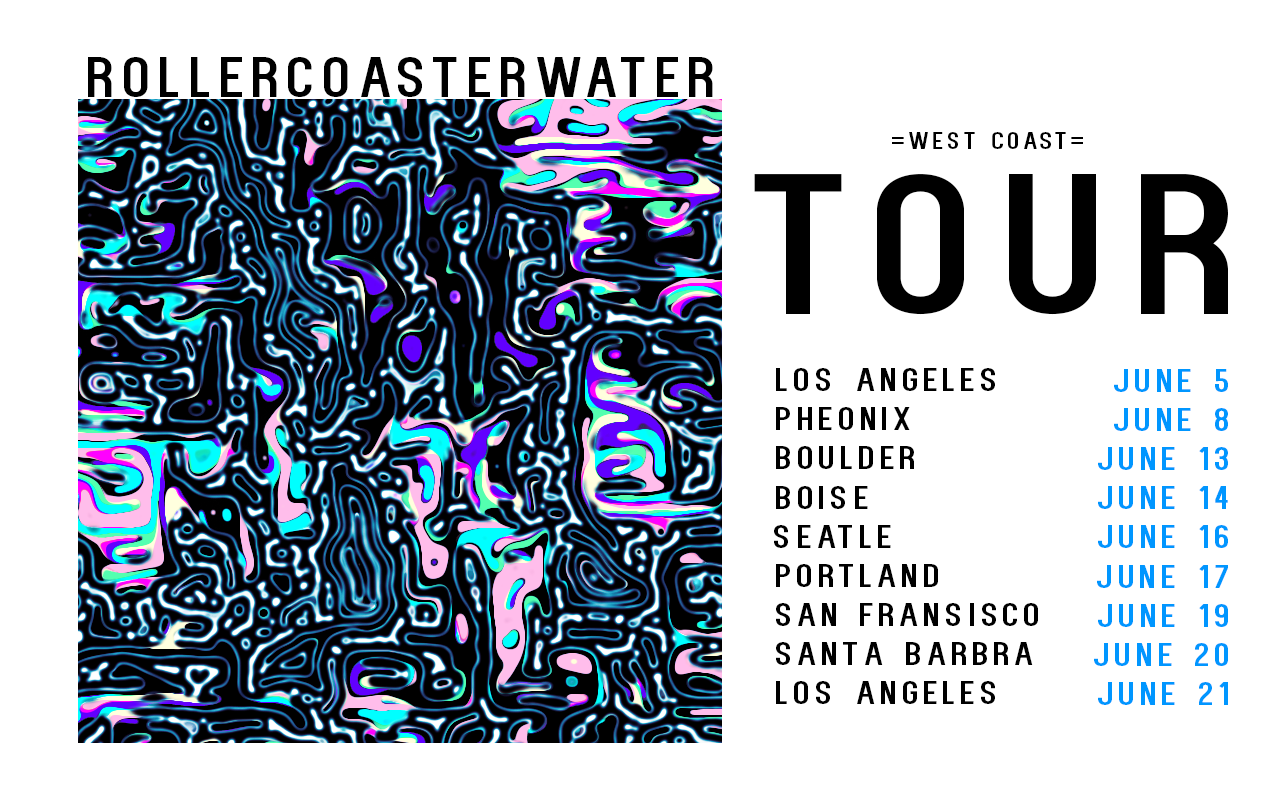 ROLLERCOASTERWATER
=WEST COAST=
TOUR
LOS ANGELES JUNE 5
PHEONIX JUNE 8
BOULDER JUNE 13
BOISE JUNE 14
SEATLE JUNE 16
PORTLAND JUNE 17
SAN FRANSISCO JUNE 19
SANTA BARBRA JUNE 20
LOS ANGELES JUNE 21